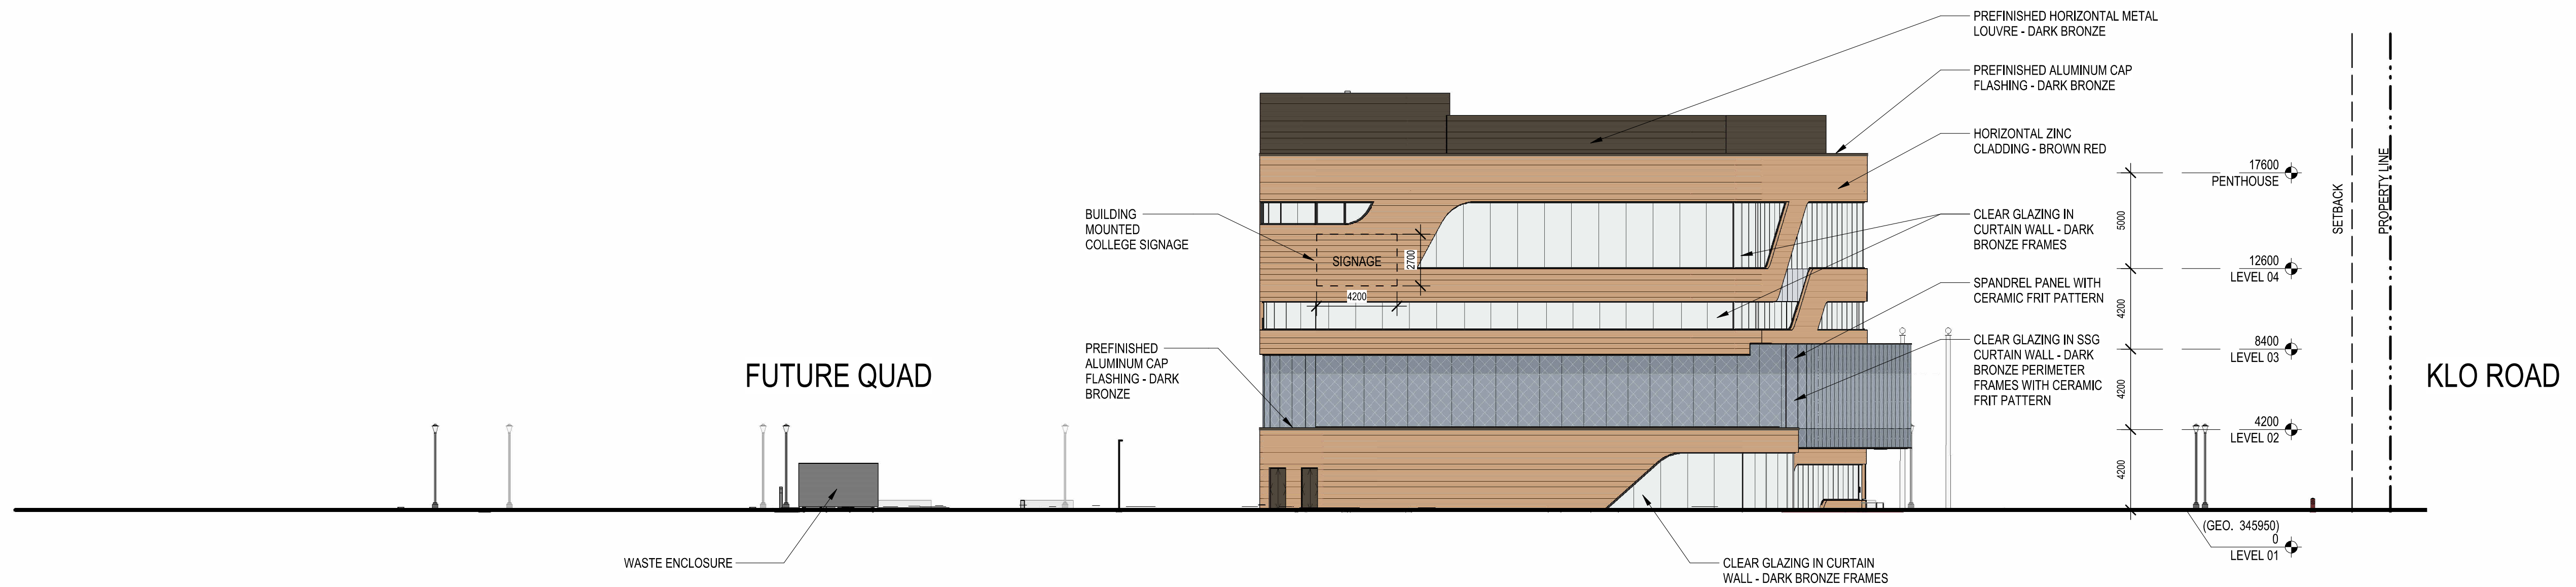 PREFINISHED HORIZONTAL METAL
LOUVRE - DARK BRONZE
PREFINISHED ALUMINUM CAP
FLASHING - DARK BRONZE
HORIZONTAL ZINC
CLADDING - BROWN RED
CLEAR GLAZING IN
CURTAIN WALL - DARK
BRONZE FRAMES
SPANDREL PANEL WITH
CERAMIC FRIT PATTERN
CLEAR GLAZING IN SSG
CURTAIN WALL - DARK
BRONZE PERIMETER
FRAMES WITH CERAMIC
FRIT PATTERN
BUILDING
MOUNTED
COLLEGE SIGNAGE
SIGNAGE
2700
4200
PREFINISHED
ALUMINUM CAP
FLASHING - DARK
BRONZE
FUTURE QUAD
WASTE ENCLOSURE
CLEAR GLAZING IN CURTAIN
WALL - DARK BRONZE FRAMES
5000
4200
4200
4200
17600
PENTHOUSE
12600
LEVEL 04
8400
LEVEL 03
4200
LEVEL 02
(GEO. 345950)
0
LEVEL 01
SETBACK
PROPERTY LINE
KLO ROAD